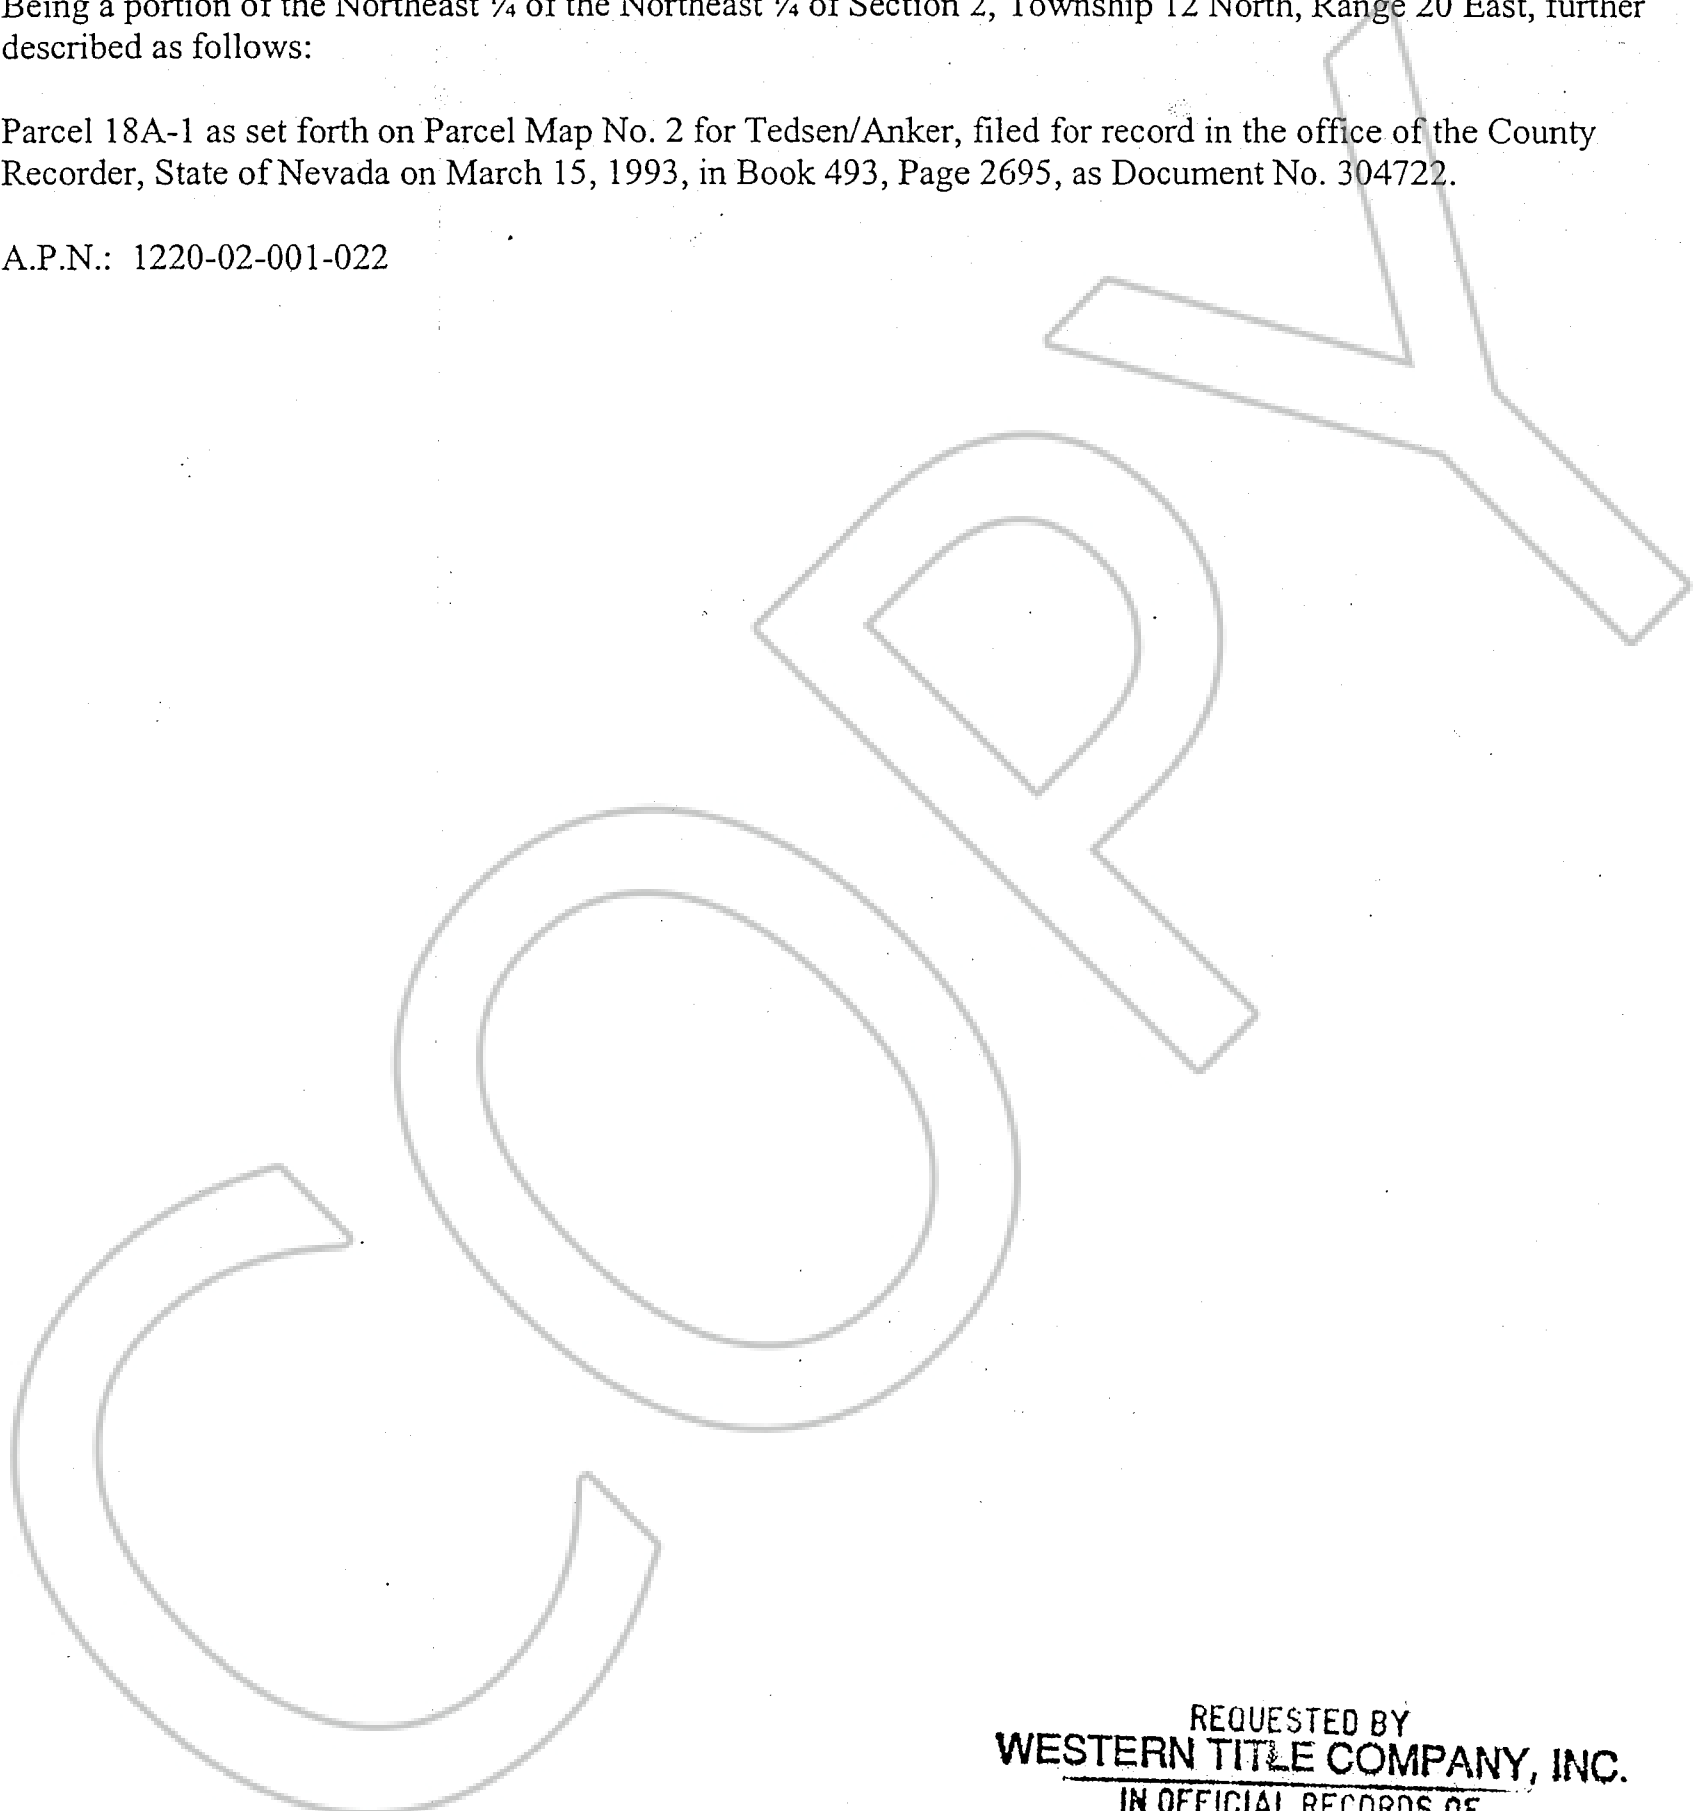 Being a portion of the Northeast ¼ of the Northeast ¼ of Section 2, Township 12 North, Range 20 East, further
described as follows:
Parcel 18A-1 as set forth on Parcel Map No. 2 for Tedsen/Anker, filed for record in the office of the County
Recorder, State of Nevada on March 15, 1993, in Book 493, Page 2695, as Document No. 304722.
A.P.N.: 1220-02-001-022
COPY
REQUESTED BY
WESTERN TITLE COMPANY, INC.
IN OFFICIAL RECORDS OF